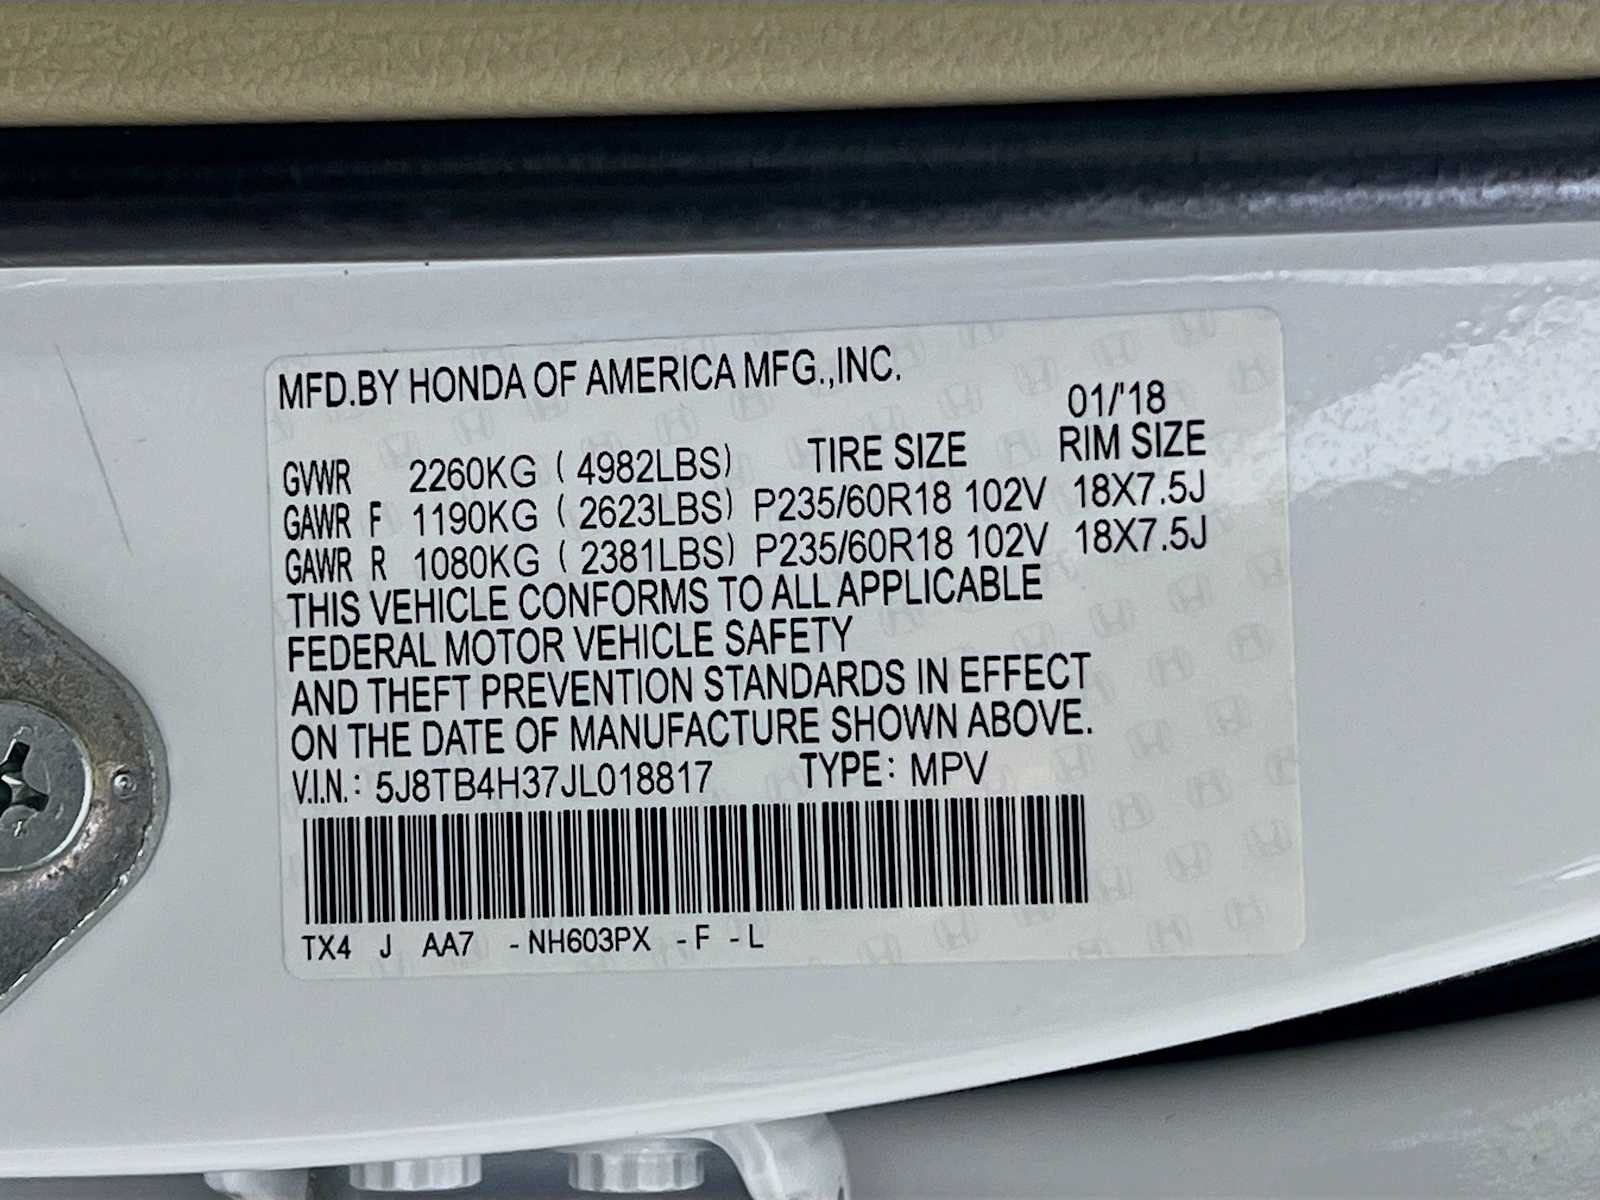 MFD.BY HONDA OF AMERICA MFG.,INC.
01/'18
GVWR 2260KG ( 4982LBS) TIRE SIZE RIM SIZE
GAWR F 1190KG ( 2623LBS) P235/60R18 102V 18X7.5J
GAWR R 1080KG ( 2381LBS) P235/60R18 102V 18X7.5J
THIS VEHICLE CONFORMS TO ALL APPLICABLE
FEDERAL MOTOR VEHICLE SAFETY
AND THEFT PREVENTION STANDARDS IN EFFECT
ON THE DATE OF MANUFACTURE SHOWN ABOVE.
V.I.N.: 5J8TB4H37JL018817 TYPE: MPV
TX4 J AA7 -NH603PX -F -L